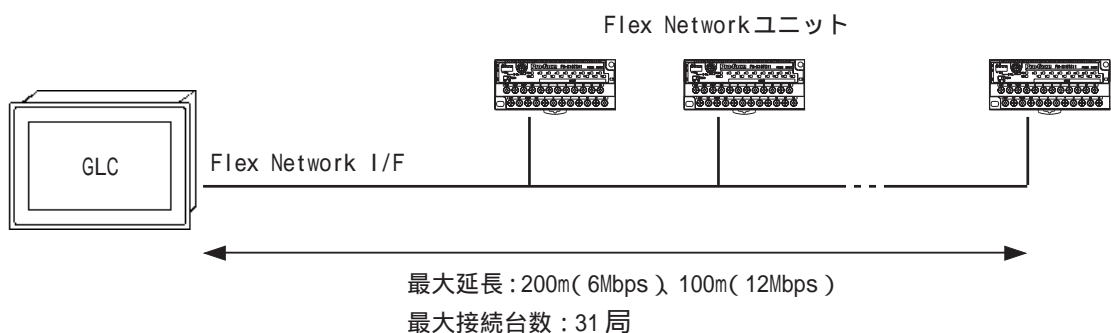 Flex Networkユニット
GLC
Flex Network I/F
最大延長：200m（6Mbps）、100m（12Mbps）
最大接続台数：31局